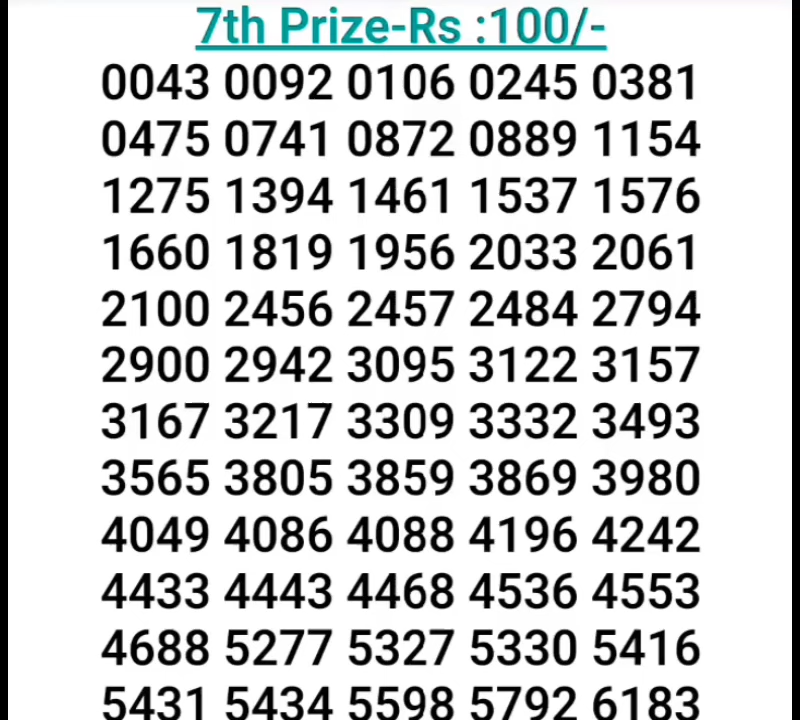 7th Prize-Rs :100/-
0043 0092 0106 0245 0381
0475 0741 0872 0889 1154
1275 1394 1461 1537 1576
1660 1819 1956 2033 2061
2100 2456 2457 2484 2794
2900 2942 3095 3122 3157
3167 3217 3309 3332 3493
3565 3805 3859 3869 3980
4049 4086 4088 4196 4242
4433 4443 4468 4536 4553
4688 5277 5327 5330 5416
5431 5434 5598 5792 6183